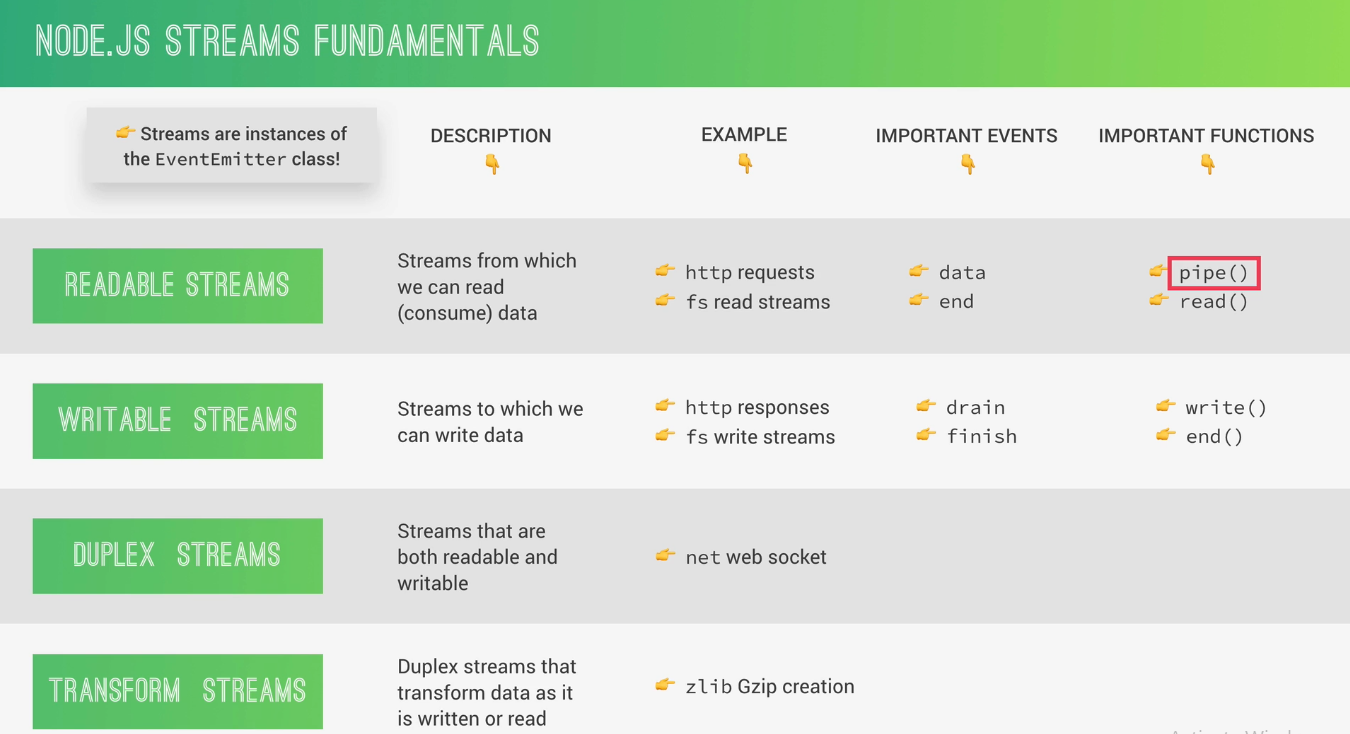 NODE.JS STREAMS FUNDAMENTALS
👉 Streams are instances of
the EventEmitter class!
DESCRIPTION
👇
EXAMPLE
👇
IMPORTANT EVENTS
👇
IMPORTANT FUNCTIONS
👇
READABLE STREAMS
Streams from which
we can read
(consume) data
👉 http requests
👉 fs read streams
👉 data
👉 end
👉 pipe()
👉 read()
WRITABLE STREAMS
Streams to which we
can write data
👉 http responses
👉 fs write streams
👉 drain
👉 finish
👉 write()
👉 end()
DUPLEX STREAMS
Streams that are
both readable and
writable
👉 net web socket
TRANSFORM STREAMS
Duplex streams that
transform data as it
is written or read
👉 zlib Gzip creation